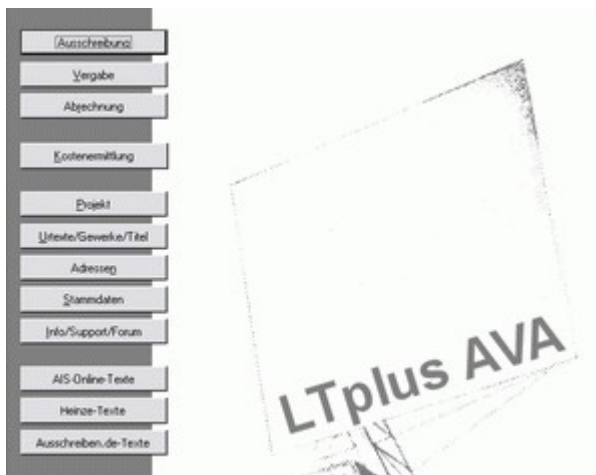 Ausschreibung
Vergabe
Abrechnung
Kostenermittlung
Projekt
Urtexte/Gewerke/Titel
Adressen
Stammdaten
Info/Support/Forum
AIS-Online-Texte
Heinze-Texte
Ausschreiben.de-Texte
LTplus AVA